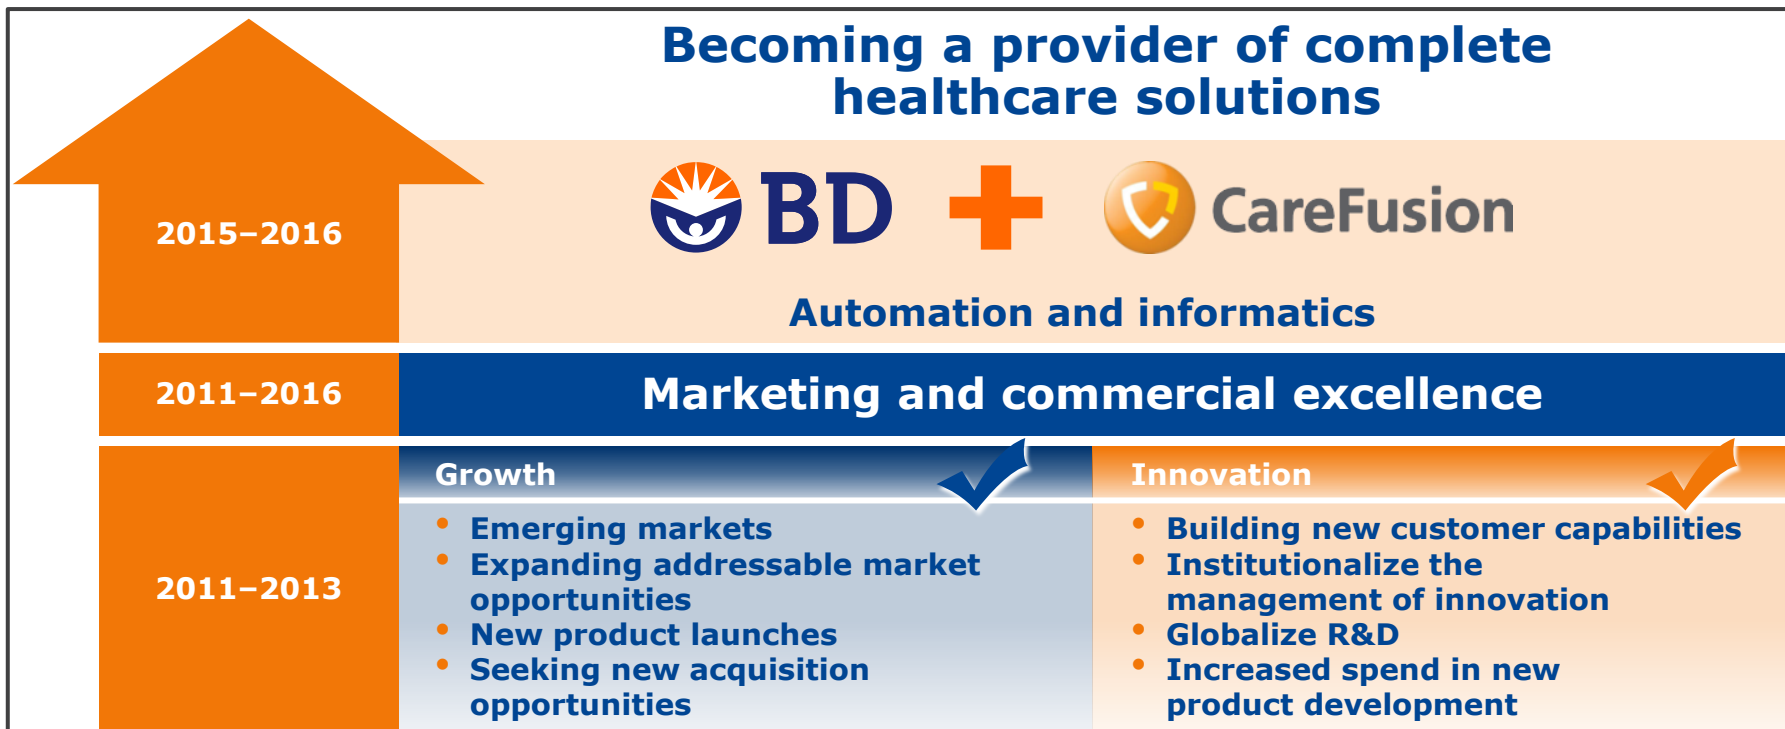 Becoming a provider of complete
healthcare solutions
2015–2016
BD
CareFusion
Automation and informatics
2011–2016
Marketing and commercial excellence
2011–2013
Growth
• Emerging markets
• Expanding addressable market
opportunities
• New product launches
• Seeking new acquisition
opportunities
Innovation
• Building new customer capabilities
• Institutionalize the
management of innovation
• Globalize R&D
• Increased spend in new
product development